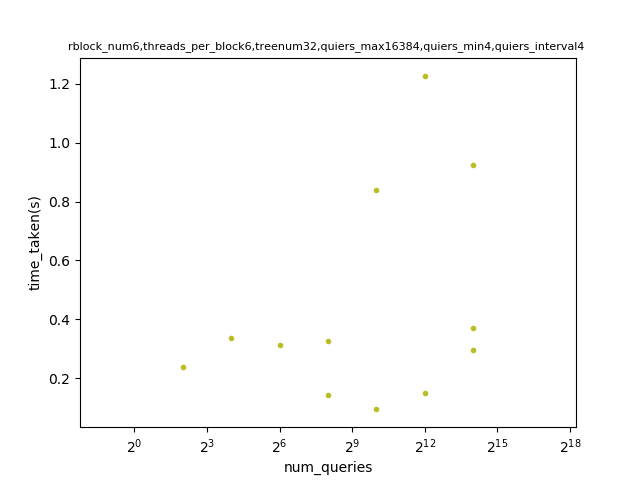 rblock_num6,threads_per_block6,treenum32,quiers_max16384,quiers_min4,quiers_interval4
time_taken(s)
1.2
1.0
0.8
0.6
0.4
0.2
2^0 2^3 2^6 2^9 2^12 2^15 2^18
num_queries